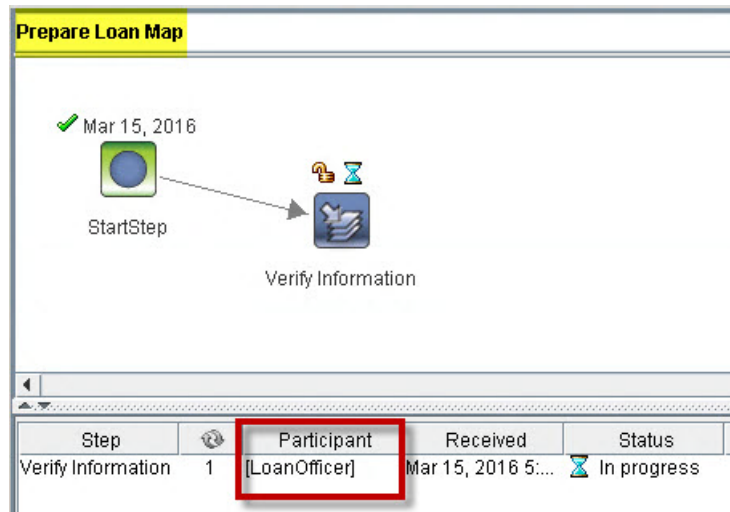 Prepare Loan Map
Mar 15, 2016
StartStep
Verify Information
Step Participant Received Status
Verify Information 1 [LoanOfficer] Mar 15, 2016 5:... In progress